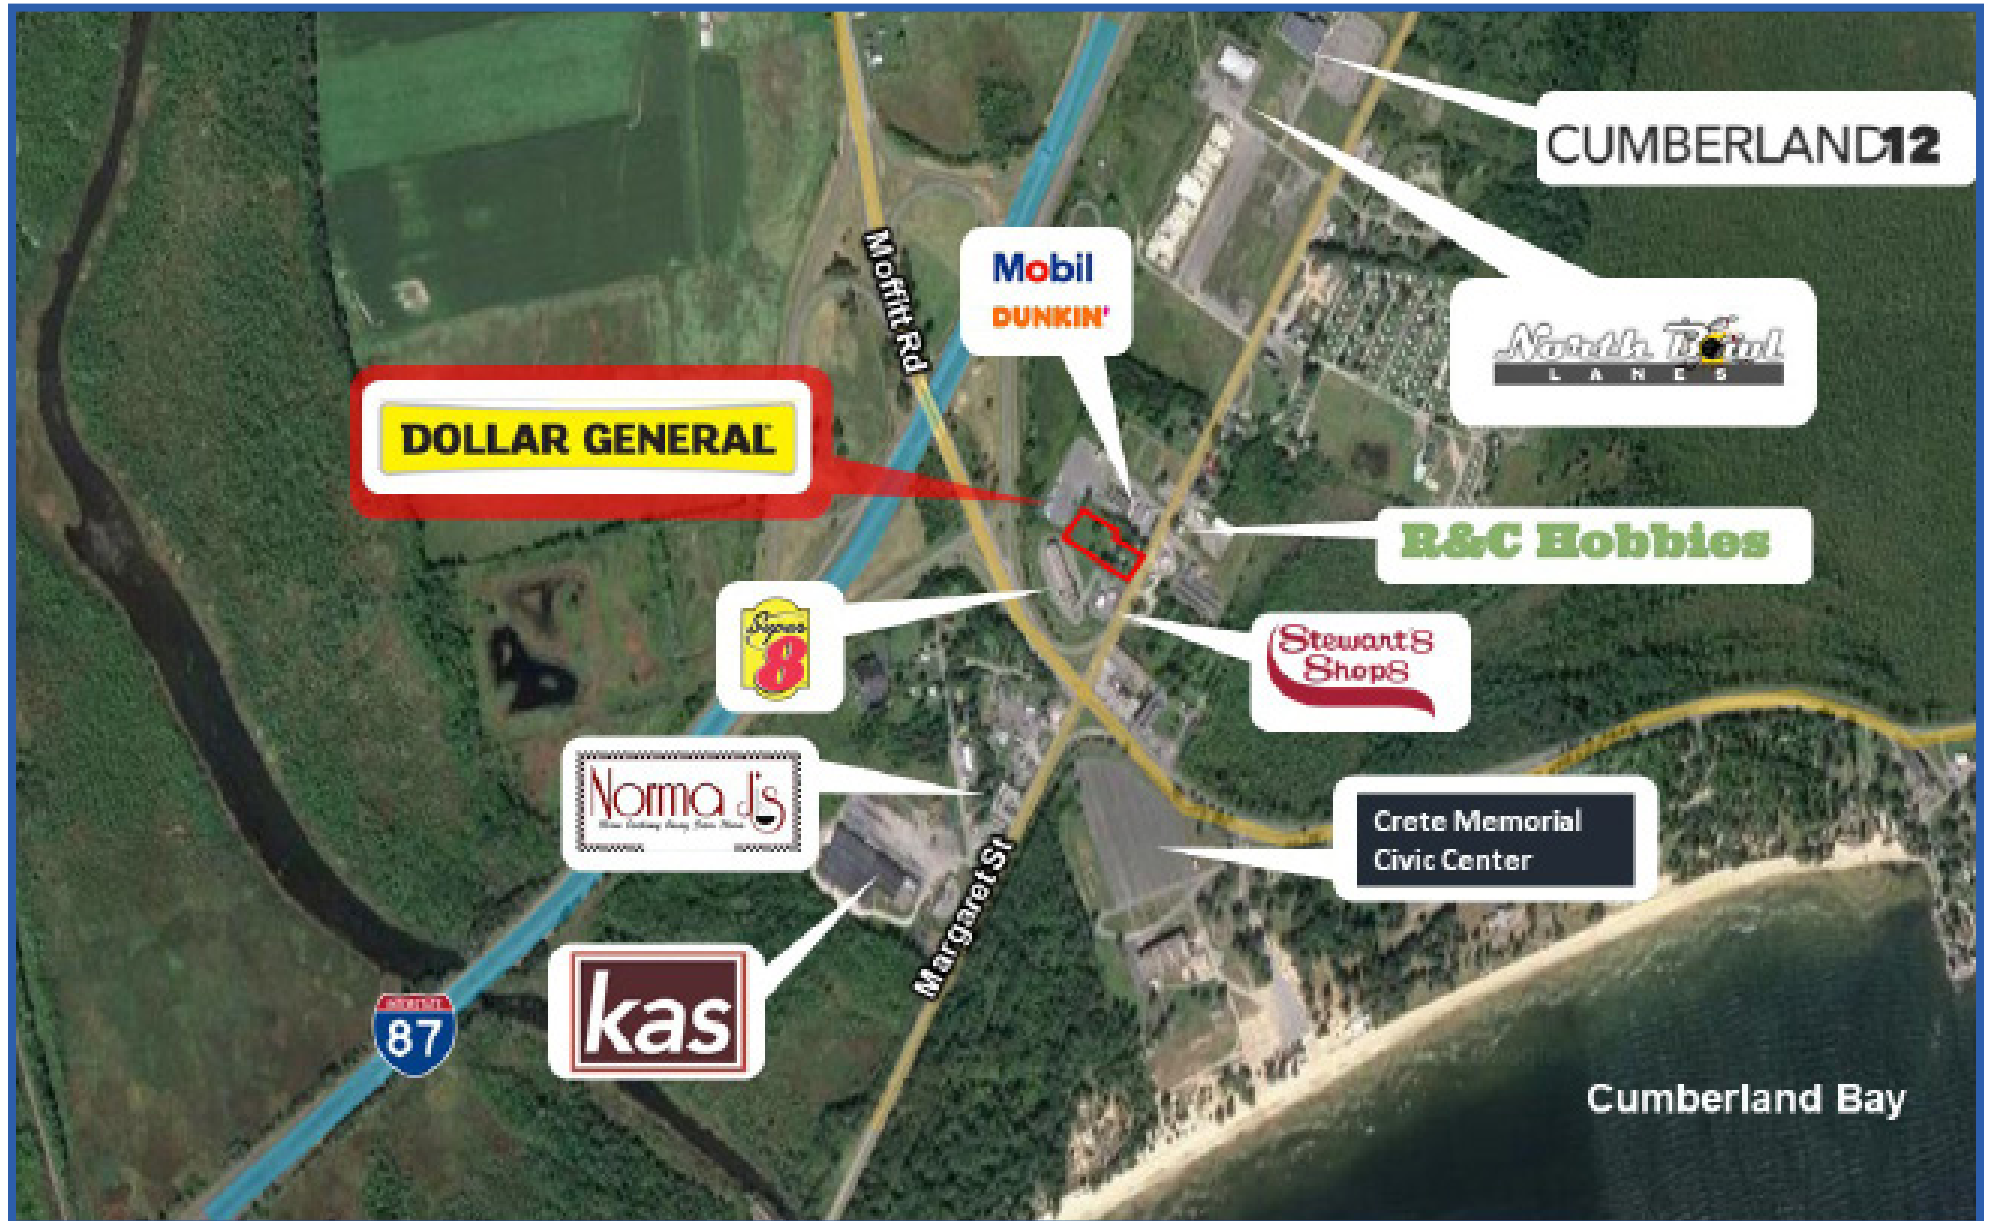 CUMBERLAND12
Moffitt Rd
Mobil
DUNKIN'
North Bowl
LANES
DOLLAR GENERAL
R&C Hobbies
Super
8
Stewart's
Shops
Norma J's
Crete Memorial
Civic Center
Margaret St
kas
INTERSTATE
87
Cumberland Bay